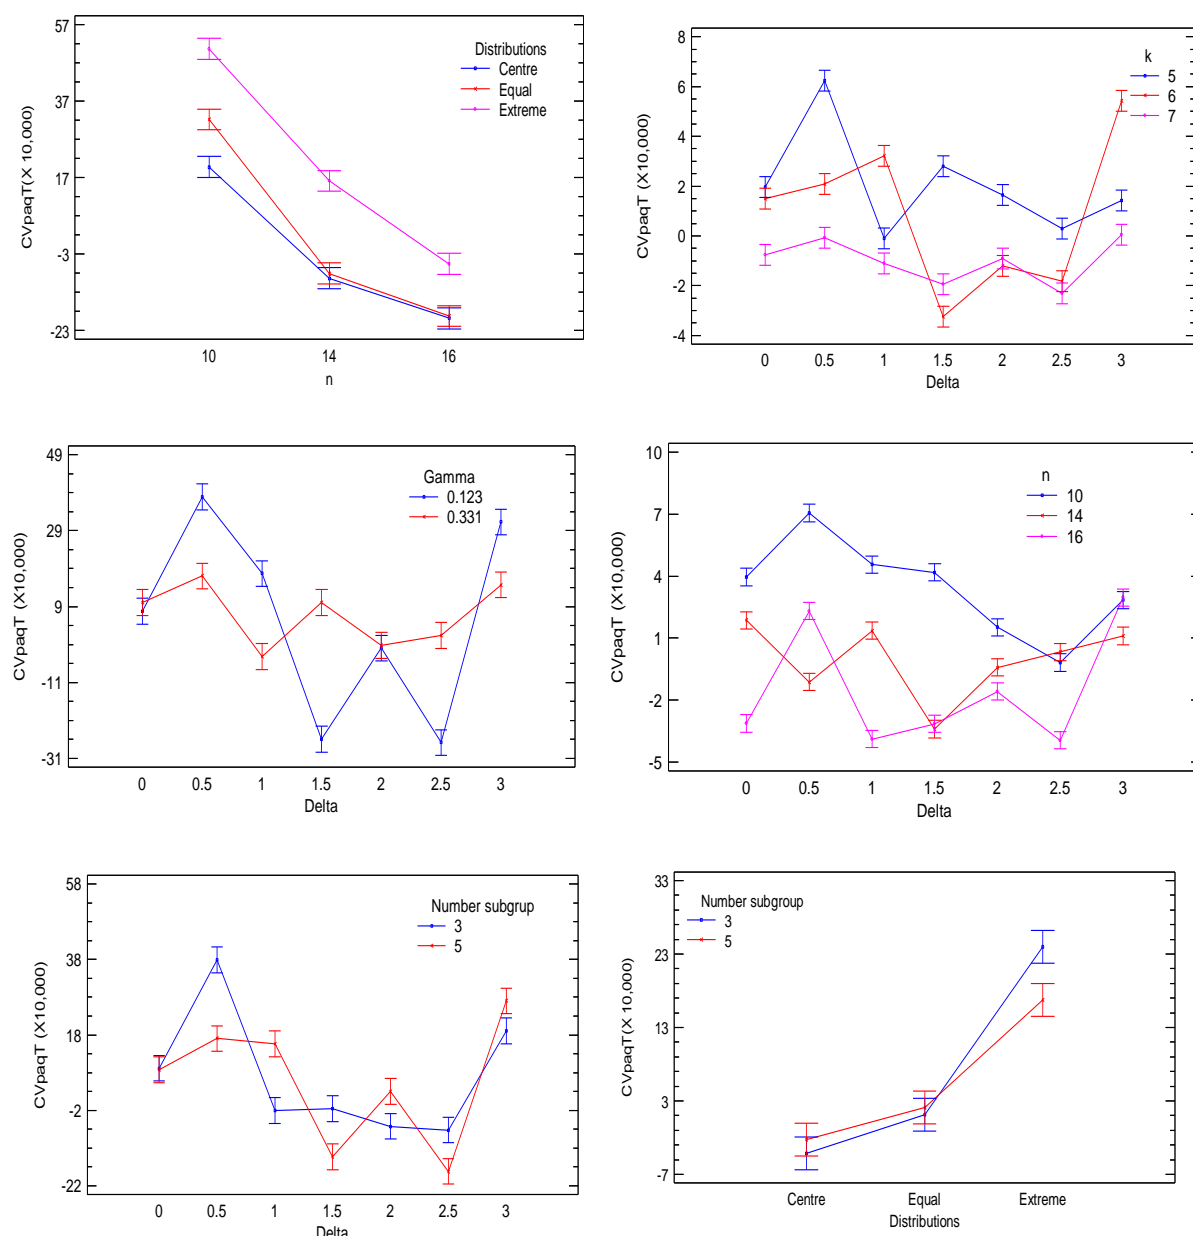 57
37
17
-3
-23
CVpaqT(X 10,000)
Distributions
Centre
Equal
Extreme
10 14 16
n
8
6
4
2
0
-2
-4
CVpaqT (X10,000)
k
5
6
7
0 0.5 1 1.5 2 2.5 3
Delta
49
29
9
-11
-31
CVpaqT (X10,000)
Gamma
0.123
0.331
0 0.5 1 1.5 2 2.5 3
Delta
10
7
4
1
-2
-5
CVpaqT (X10,000)
n
10
14
16
0 0.5 1 1.5 2 2.5 3
Delta
58
38
18
-2
-22
CVpaqT (X10,000)
Number subgrup
3
5
0 0.5 1 1.5 2 2.5 3
Delta
33
23
13
3
-7
CVpaqT(X 10,000)
Number subgroup
3
5
Centre Equal Extreme
Distributions